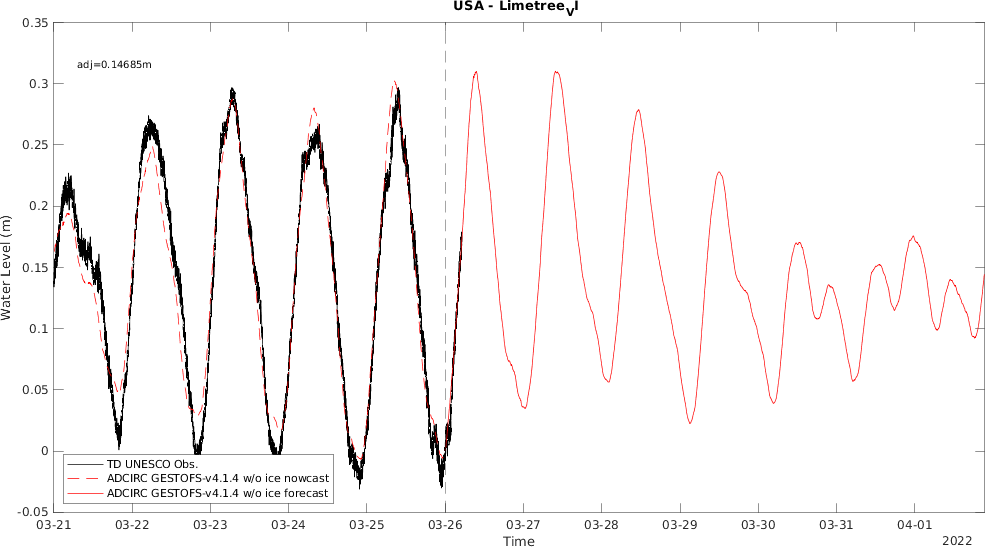 USA - Limetree_VI
0.35
0.3
0.25
0.2
0.15
0.1
0.05
0
-0.05
Water Level (m)
adj=0.14685m
TD UNESCO Obs.
ADCIRC GESTOFS-v4.1.4 w/o ice nowcast
ADCIRC GESTOFS-v4.1.4 w/o ice forecast
03-21 03-22 03-23 03-24 03-25 03-26 03-27 03-28 03-29 03-30 03-31 04-01
Time
2022